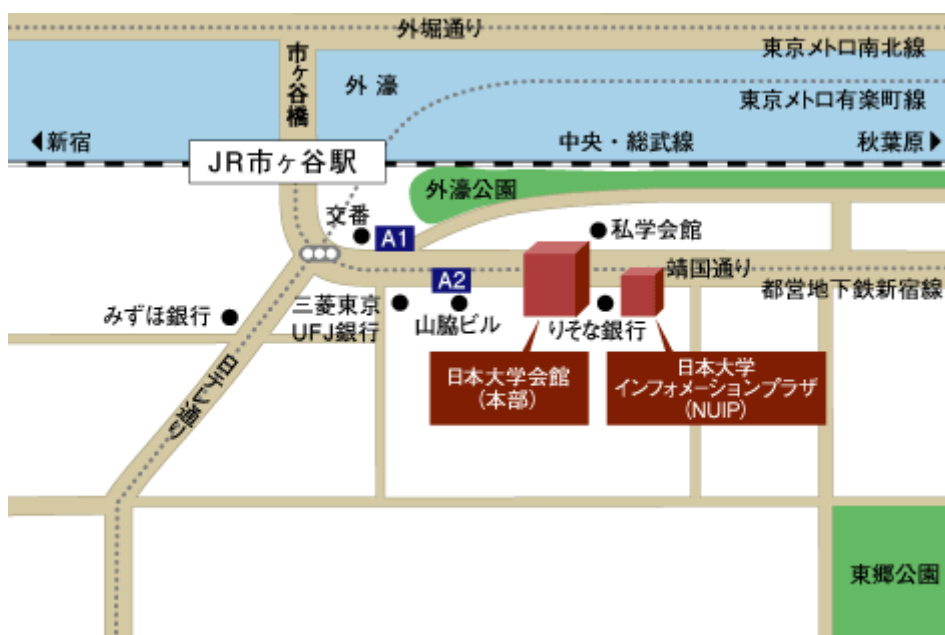 外堀通り
市ヶ谷橋
東京メトロ南北線
外 濠
東京メトロ有楽町線
◀新宿
中央・総武線
秋葉原▶
JR市ヶ谷駅
外濠公園
交番
A1
私学会館
靖国通り
A2
都営地下鉄新宿線
みずほ銀行
三菱東京
UFJ銀行
山脇ビル
りそな銀行
日本大学会館
(本部)
日本大学
インフォメーションプラザ
(NUIP)
日テレ通り
東郷公園